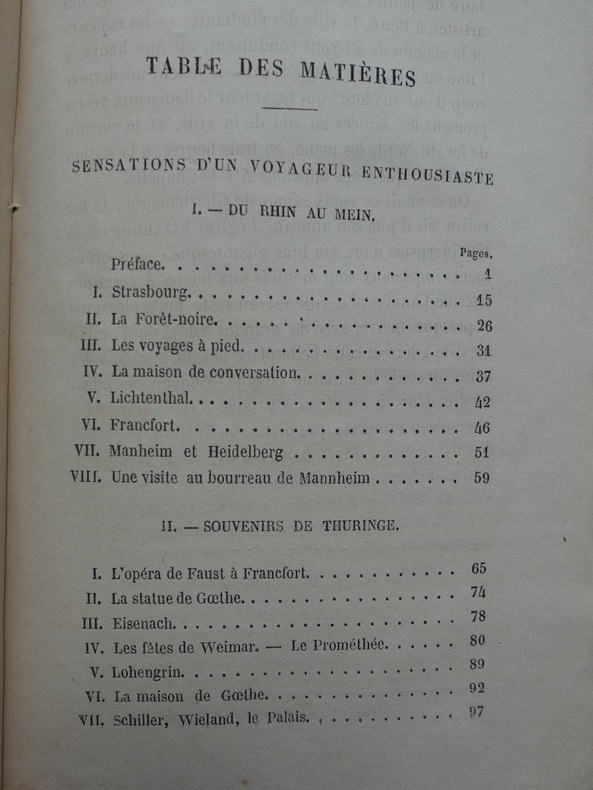 TABLE DES MATIÈRES
SENSATIONS D'UN VOYAGEUR ENTHOUSIASTE
I. — DU RHIN AU MEIN.
Pages.
Préface. . . . . . . . . . . . . . . . . . . . 1
I. Strasbourg. . . . . . . . . . . . . . . . . . 15
II. La Forêt-noire. . . . . . . . . . . . . . . . 26
III. Les voyages à pied. . . . . . . . . . . . . . 31
IV. La maison de conversation. . . . . . . . . . . 37
V. Lichtenthal. . . . . . . . . . . . . . . . . . 42
VI. Francfort. . . . . . . . . . . . . . . . . . . 46
VII. Manheim et Heidelberg . . . . . . . . . . . . 51
VIII. Une visite au bourreau de Mannheim . . . . . . . 59
II. — SOUVENIRS DE THURINGE.
I. L'opéra de Faust à Francfort. . . . . . . . . . . 65
II. La statue de Gœthe. . . . . . . . . . . . . . . 74
III. Eisenach. . . . . . . . . . . . . . . . . . . 78
IV. Les fêtes de Weimar. — Le Prométhée. . . . . . 80
V. Lohengrin. . . . . . . . . . . . . . . . . . . 89
VI. La maison de Gœthe. . . . . . . . . . . . . . 92
VII. Schiller, Wieland, le Palais. . . . . . . . . . . 97